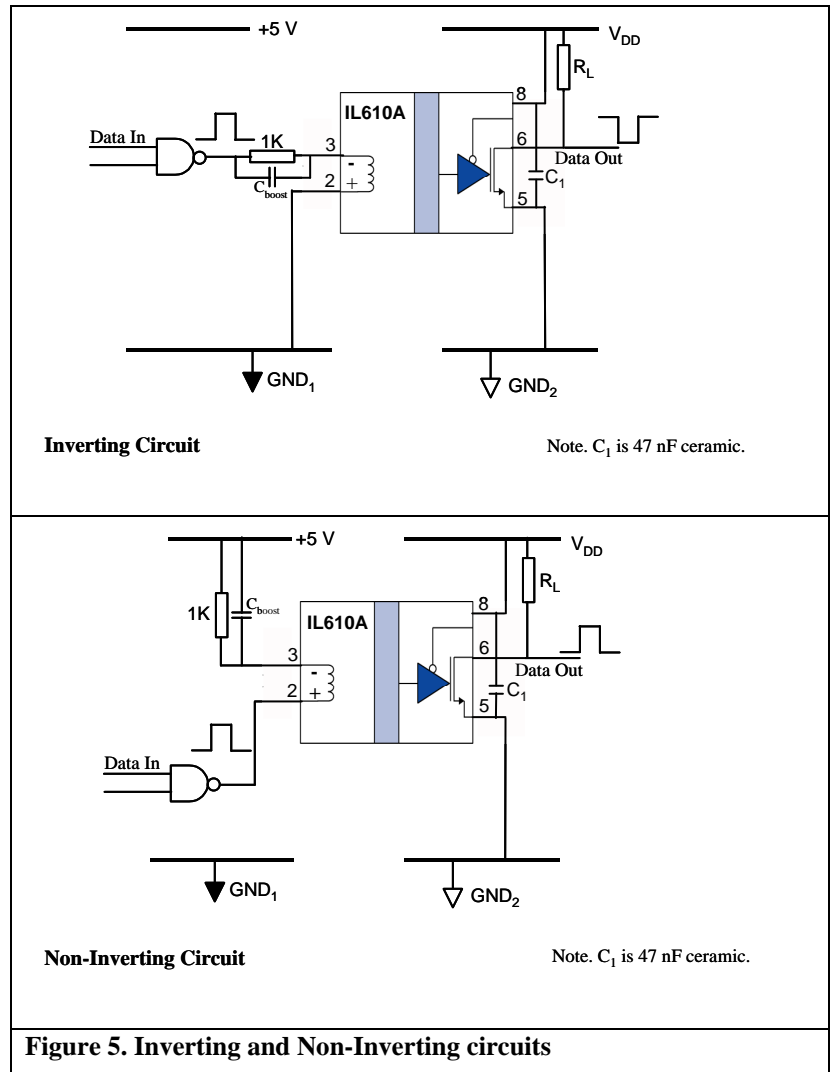 +5 V
V_DD
R_L
8
IL610A
Data In
1K
3
6
-
Data Out
C_boost
2
+
C_1
5
GND_1
GND_2
Inverting Circuit
Note. C_1 is 47 nF ceramic.
+5 V
V_DD
R_L
1K
C_boost
8
IL610A
3
6
-
Data Out
2
+
C_1
5
Data In
GND_1
GND_2
Non-Inverting Circuit
Note. C_1 is 47 nF ceramic.
Figure 5. Inverting and Non-Inverting circuits